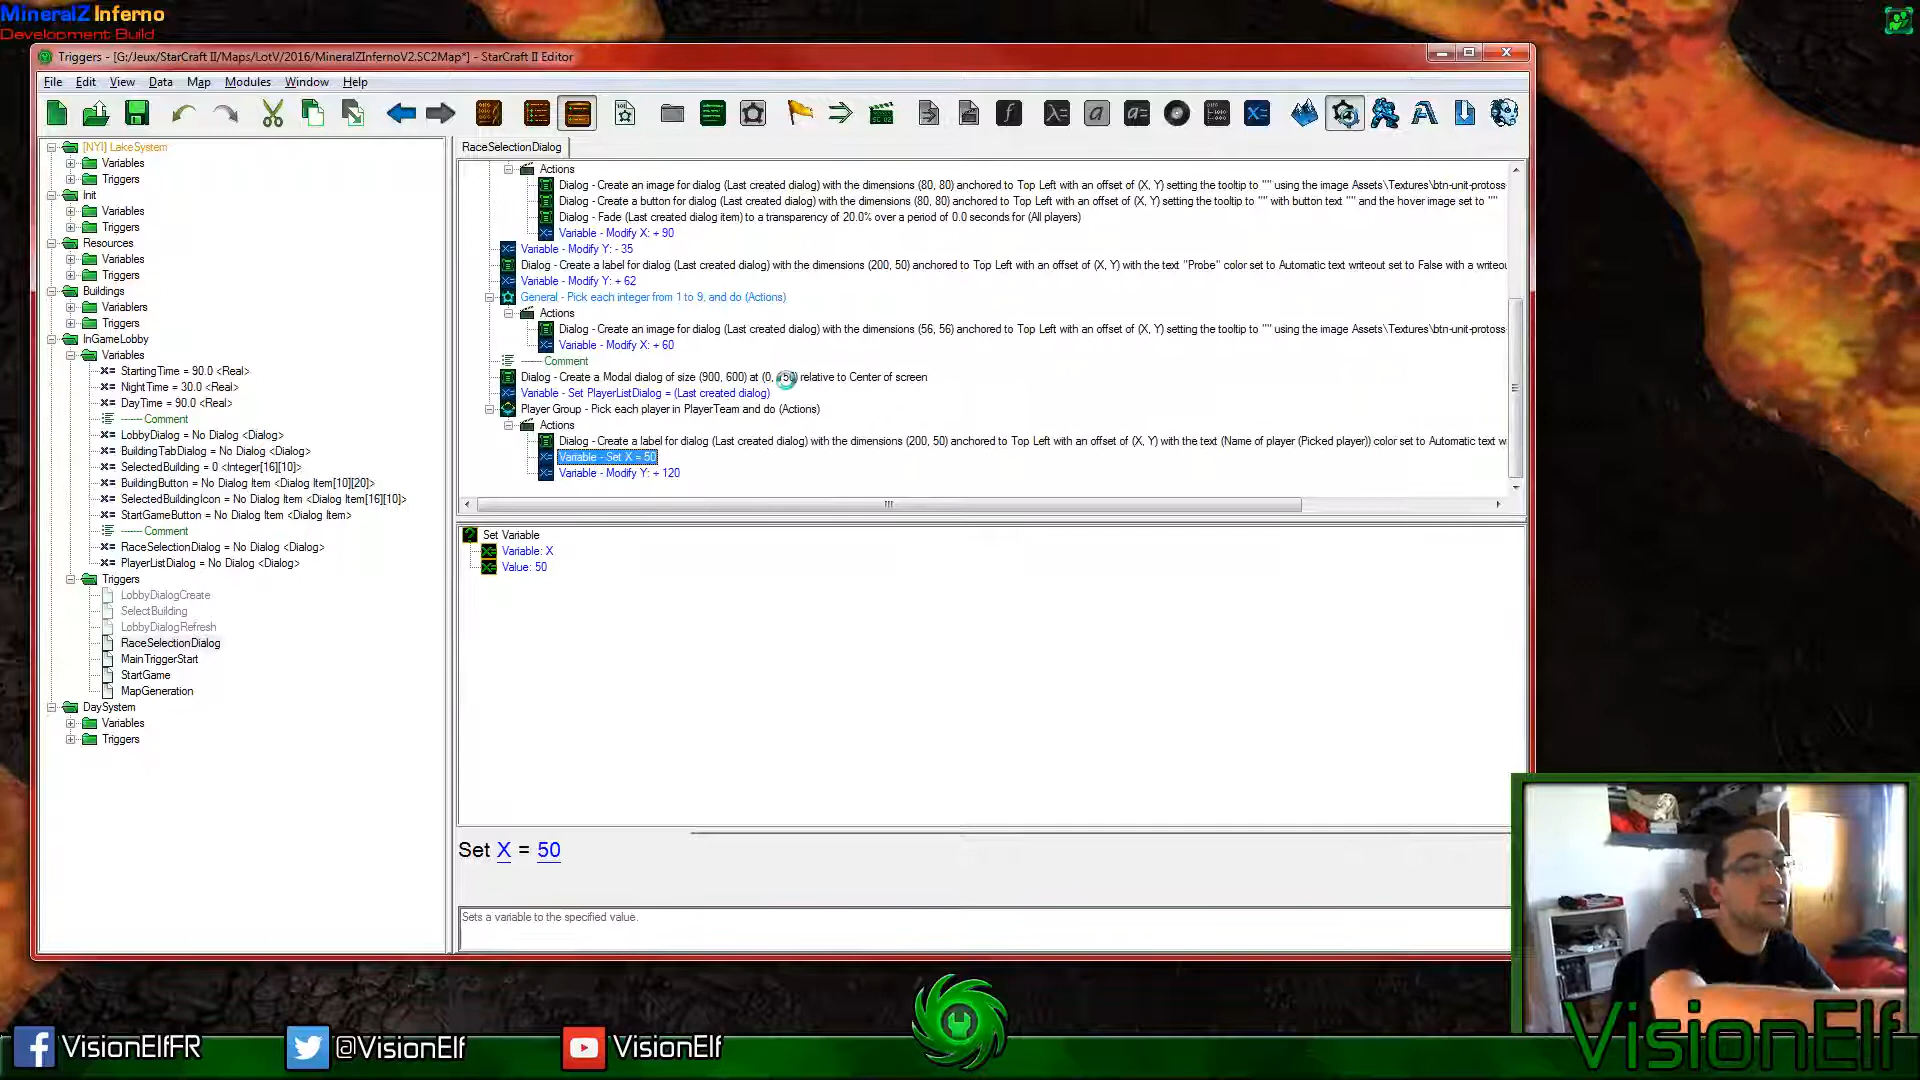 MineralZ Inferno
Development Build
Triggers - [G:/Jeux/StarCraft II/Maps/LotV/2016/MineralZInfernoV2.SC2Map*] - StarCraft II Editor
File Edit View Data Map Modules Window Help
[NYI] LakeSystem
Variables
Triggers
Init
Variables
Triggers
Resources
Variables
Triggers
Buildings
Variablers
Triggers
InGameLobby
Variables
StartingTime = 90.0 <Real>
NightTime = 30.0 <Real>
DayTime = 90.0 <Real>
------- Comment
LobbyDialog = No Dialog <Dialog>
BuildingTabDialog = No Dialog <Dialog>
SelectedBuilding = 0 <Integer[16][10]>
BuildingButton = No Dialog Item <Dialog Item[10][20]>
SelectedBuildingIcon = No Dialog Item <Dialog Item[16][10]>
StartGameButton = No Dialog Item <Dialog Item>
------- Comment
RaceSelectionDialog = No Dialog <Dialog>
PlayerListDialog = No Dialog <Dialog>
Triggers
LobbyDialogCreate
SelectBuilding
LobbyDialogRefresh
RaceSelectionDialog
MainTriggerStart
StartGame
MapGeneration
DaySystem
Variables
Triggers
RaceSelectionDialog
Actions
Dialog - Create an image for dialog (Last created dialog) with the dimensions (80, 80) anchored to Top Left with an offset of (X, Y) setting the tooltip to "" using the image Assets\Textures\btn-unit-protoss-
Dialog - Create a button for dialog (Last created dialog) with the dimensions (80, 80) anchored to Top Left with an offset of (X, Y) setting the tooltip to "" with button text "" and the hover image set to ""
Dialog - Fade (Last created dialog item) to a transparency of 20.0% over a period of 0.0 seconds for (All players)
Variable - Modify X: + 90
Variable - Modify Y: - 35
Dialog - Create a label for dialog (Last created dialog) with the dimensions (200, 50) anchored to Top Left with an offset of (X, Y) with the text "Probe" color set to Automatic text writeout set to False with a writeou
Variable - Modify Y: + 62
General - Pick each integer from 1 to 9, and do (Actions)
Actions
Dialog - Create an image for dialog (Last created dialog) with the dimensions (56, 56) anchored to Top Left with an offset of (X, Y) setting the tooltip to "" using the image Assets\Textures\btn-unit-protoss-
Variable - Modify X: + 60
------- Comment
Dialog - Create a Modal dialog of size (900, 600) at (0, 50) relative to Center of screen
Variable - Set PlayerListDialog = (Last created dialog)
Player Group - Pick each player in PlayerTeam and do (Actions)
Actions
Dialog - Create a label for dialog (Last created dialog) with the dimensions (200, 50) anchored to Top Left with an offset of (X, Y) with the text (Name of player (Picked player)) color set to Automatic text w
Variable - Set X = 50
Variable - Modify Y: + 120
Set Variable
Variable: X
Value: 50
Set X = 50
Sets a variable to the specified value.
VisionElfFR
@VisionElf
VisionElf
VisionElf